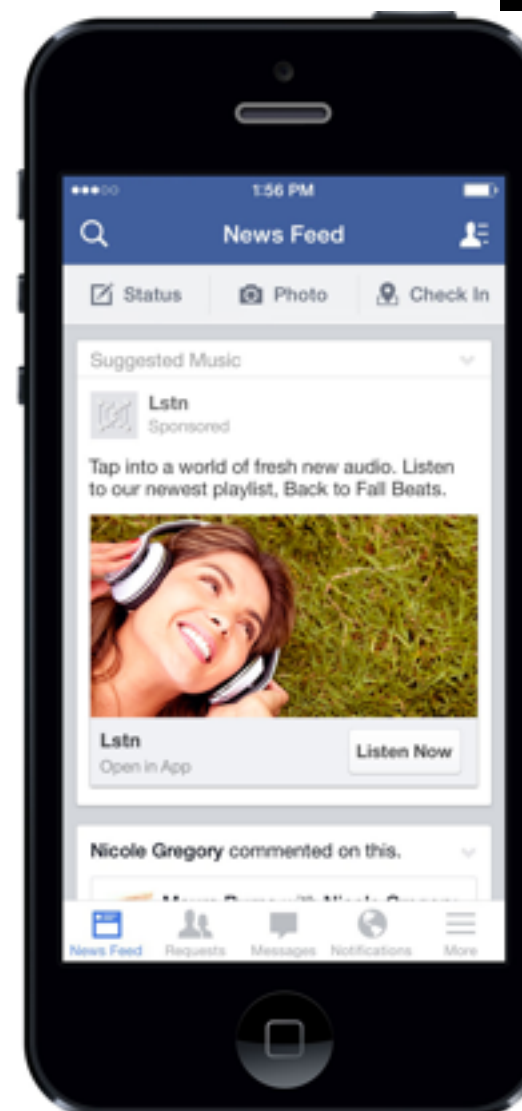 1:56 PM
News Feed
Status Photo Check In
Suggested Music
Lstn
Sponsored
Tap into a world of fresh new audio. Listen
to our newest playlist, Back to Fall Beats.
Lstn
Open in App
Listen Now
Nicole Gregory commented on this.
News Feed Requests Messages Notifications More